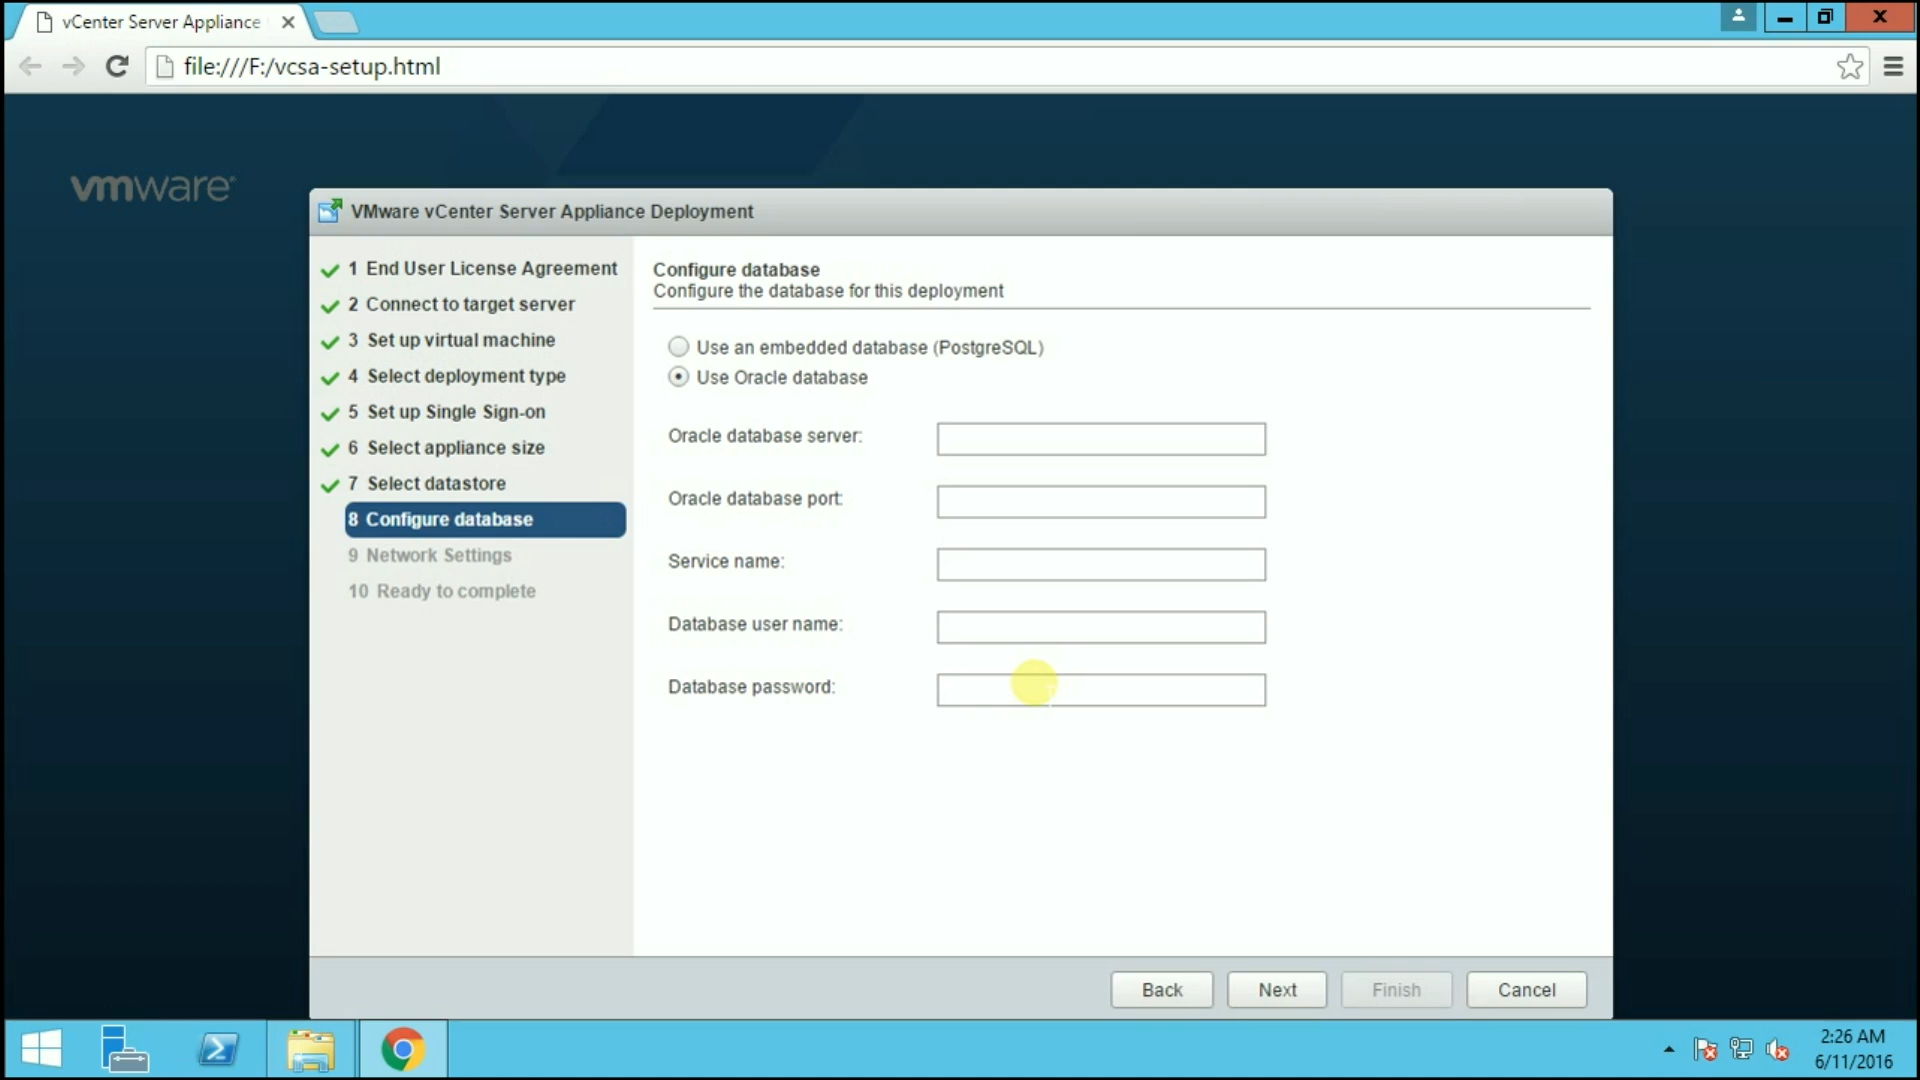 vCenter Server Appliance
file:///F:/vcsa-setup.html
vmware®
VMware vCenter Server Appliance Deployment
1 End User License Agreement
2 Connect to target server
3 Set up virtual machine
4 Select deployment type
5 Set up Single Sign-on
6 Select appliance size
7 Select datastore
8 Configure database
9 Network Settings
10 Ready to complete
Configure database
Configure the database for this deployment
Use an embedded database (PostgreSQL)
Use Oracle database
Oracle database server:
Oracle database port:
Service name:
Database user name:
Database password:
Back
Next
Finish
Cancel
2:26 AM
6/11/2016